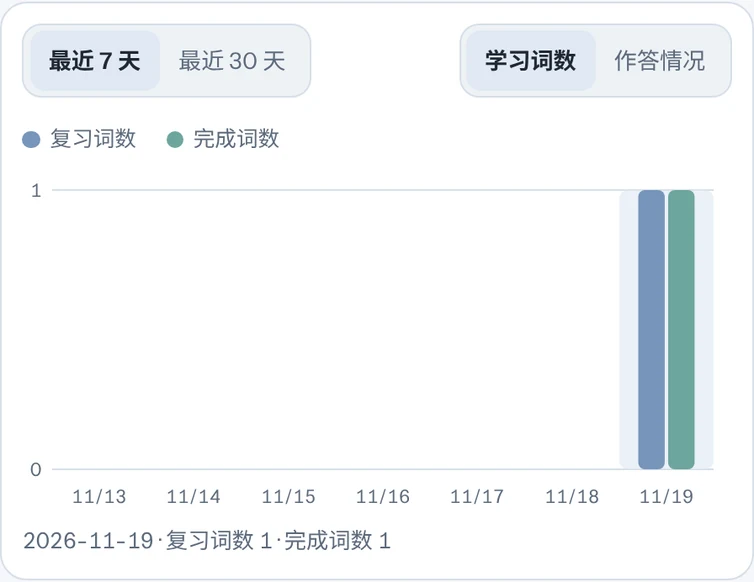 最近 7 天 最近 30 天 学习词数 作答情况
复习词数 完成词数
1
0
11/13 11/14 11/15 11/16 11/17 11/18 11/19
2026-11-19·复习词数 1·完成词数 1